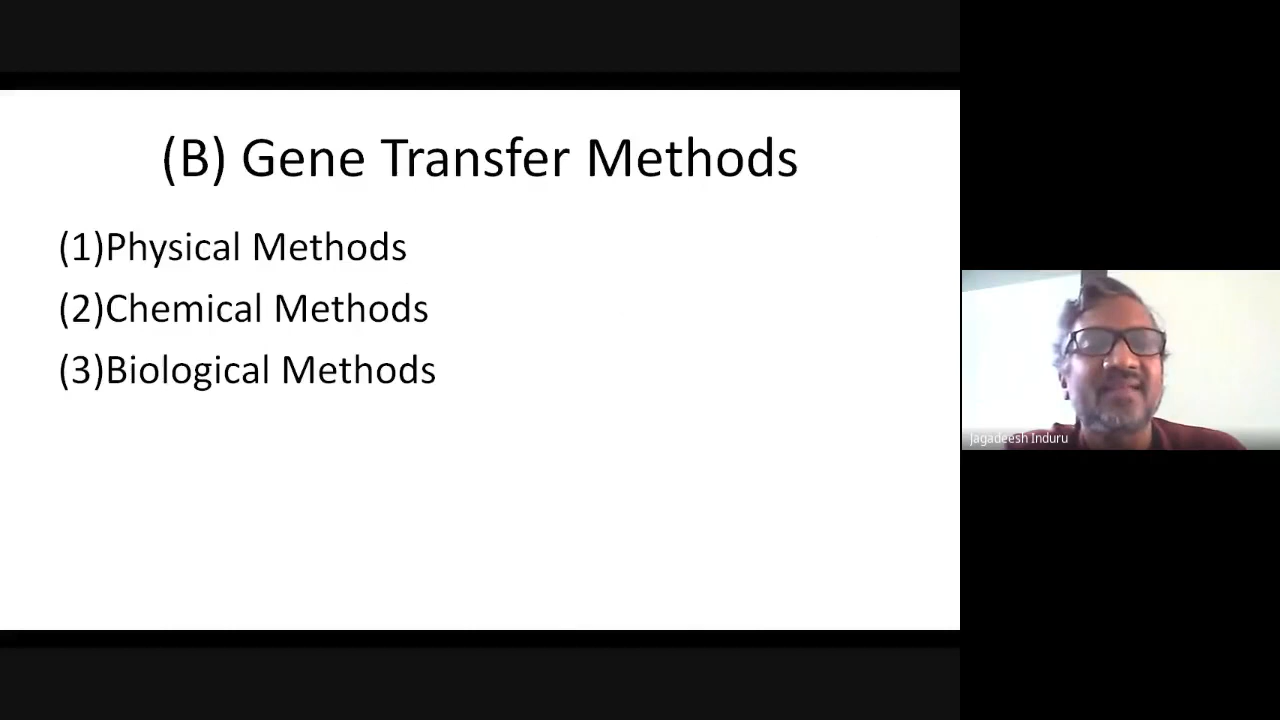 (B) Gene Transfer Methods
(1)Physical Methods
(2)Chemical Methods
(3)Biological Methods
Jagadeesh Induru